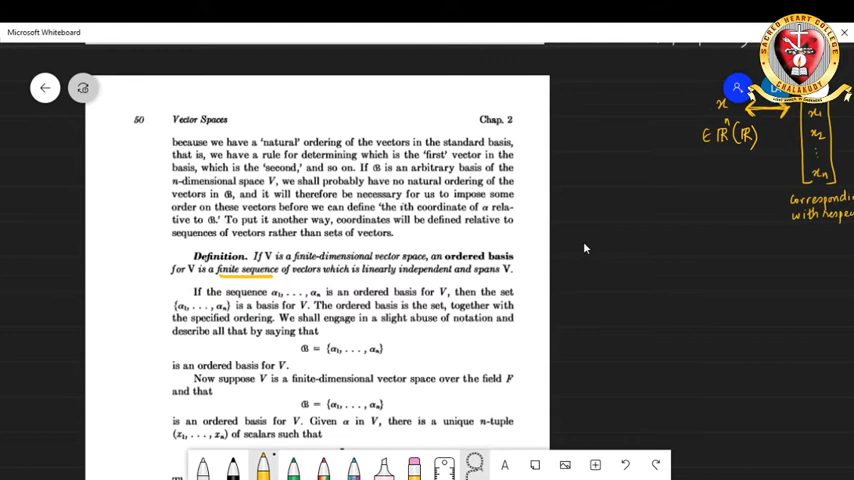 Microsoft Whiteboard
SACRED HEART COLLEGE
CHALAKUDY
50 Vector Spaces Chap. 2
because we have a 'natural' ordering of the vectors in the standard basis,
that is, we have a rule for determining which is the 'first' vector in the
basis, which is the 'second,' and so on. If ℬ is an arbitrary basis of the
n-dimensional space V, we shall probably have no natural ordering of the
vectors in ℬ, and it will therefore be necessary for us to impose some
order on these vectors before we can define 'the ith coordinate of α rela-
tive to ℬ.' To put it another way, coordinates will be defined relative to
sequences of vectors rather than sets of vectors.
Definition. If V is a finite-dimensional vector space, an ordered basis
for V is a finite sequence of vectors which is linearly independent and spans V.
If the sequence α₁, . . . , αₙ is an ordered basis for V, then the set
{α₁, . . . , αₙ} is a basis for V. The ordered basis is the set, together with
the specified ordering. We shall engage in a slight abuse of notation and
describe all that by saying that
ℬ = {α₁, . . . , αₙ}
is an ordered basis for V.
Now suppose V is a finite-dimensional vector space over the field F
and that
ℬ = {α₁, . . . , αₙ}
is an ordered basis for V. Given α in V, there is a unique n-tuple
(x₁, . . . , xₙ) of scalars such that
x
∈ ℝⁿ(ℝ)
x₁
x₂
⋮
xₙ
Correspondin
with respe
A